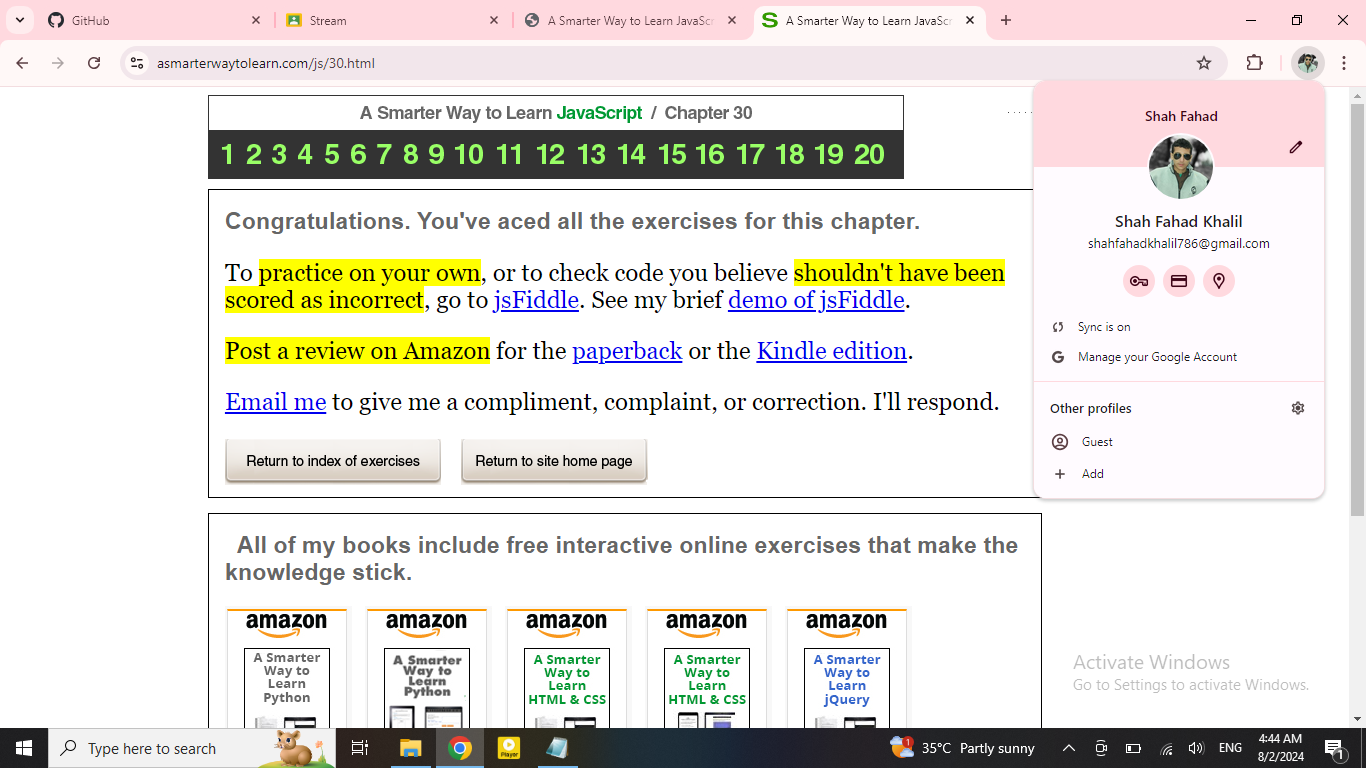 GitHub
Stream
A Smarter Way to Learn JavaScr
A Smarter Way to Learn JavaScr
asmarterwaytolearn.com/js/30.html
A Smarter Way to Learn JavaScript / Chapter 30
1 2 3 4 5 6 7 8 9 10 11 12 13 14 15 16 17 18 19 20
Congratulations. You've aced all the exercises for this chapter.
To practice on your own, or to check code you believe shouldn't have been
scored as incorrect, go to jsFiddle. See my brief demo of jsFiddle.
Post a review on Amazon for the paperback or the Kindle edition.
Email me to give me a compliment, complaint, or correction. I'll respond.
Return to index of exercises
Return to site home page
Shah Fahad
Shah Fahad Khalil
shahfahadkhalil786@gmail.com
Sync is on
Manage your Google Account
Other profiles
Guest
Add
All of my books include free interactive online exercises that make the
knowledge stick.
amazon
A Smarter
Way to
Learn
Python
amazon
A Smarter
Way to
Learn
Python
amazon
A Smarter
Way to
Learn
HTML & CSS
amazon
A Smarter
Way to
Learn
HTML & CSS
amazon
A Smarter
Way to
Learn
jQuery
Activate Windows
Go to Settings to activate Windows.
Type here to search
Player
1
35°C Partly sunny
ENG
4:44 AM
8/2/2024
1